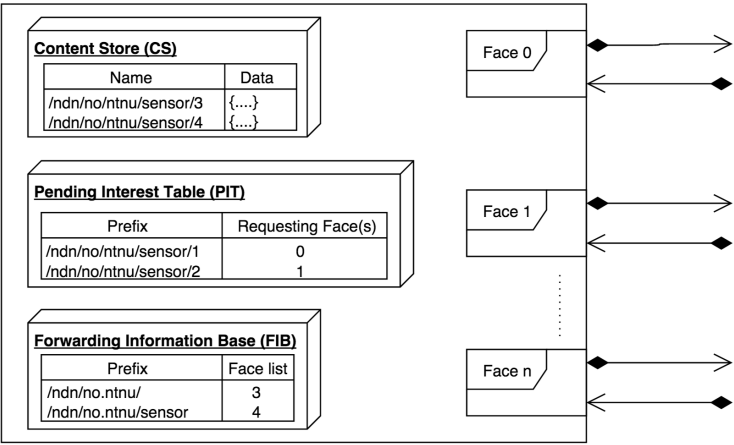 Content Store (CS)
Name Data
/ndn/no/ntnu/sensor/3 {....}
/ndn/no/ntnu/sensor/4 {....}
Pending Interest Table (PIT)
Prefix Requesting Face(s)
/ndn/no/ntnu/sensor/1 0
/ndn/no/ntnu/sensor/2 1
Forwarding Information Base (FIB)
Prefix Face list
/ndn/no.ntnu/ 3
/ndn/no.ntnu/sensor 4
Face 0
Face 1
Face n